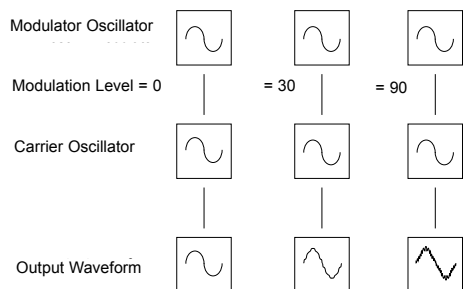 Modulator Oscillator
Modulation Level = 0 = 30 = 90
Carrier Oscillator
Output Waveform